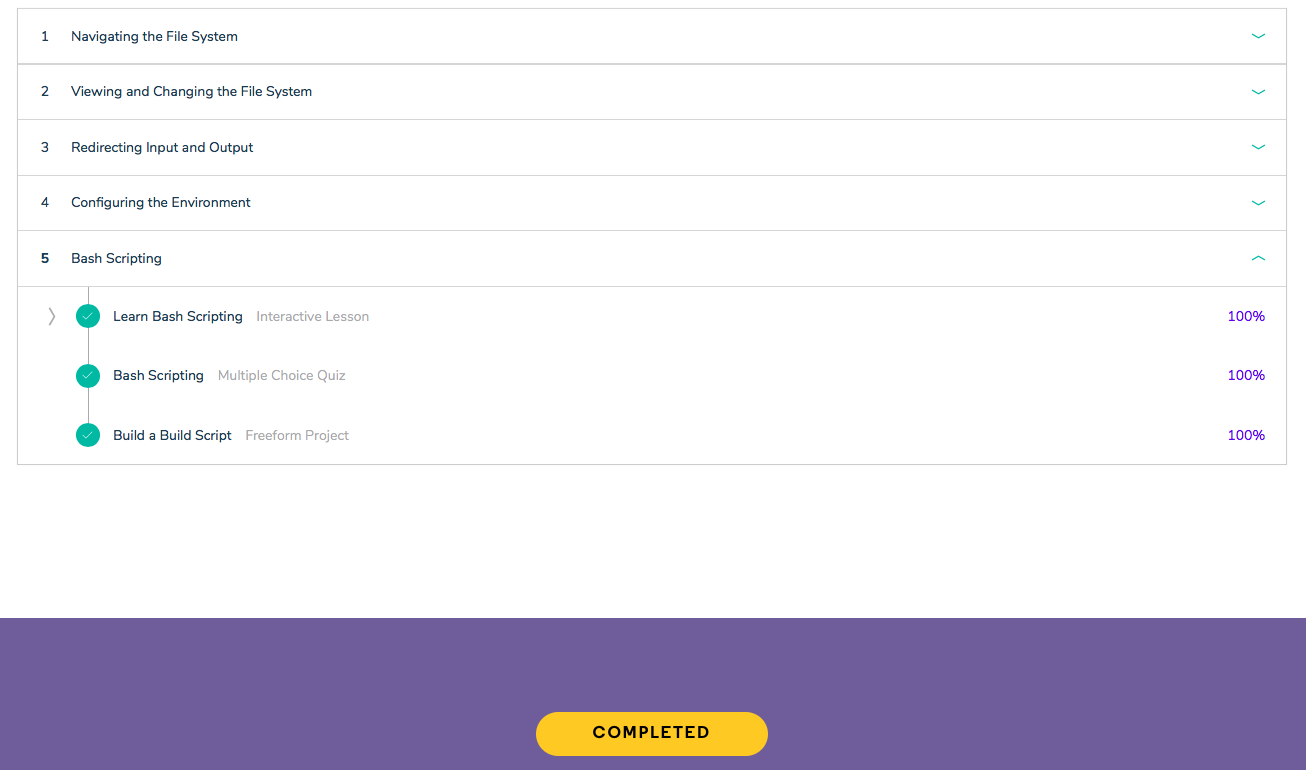 1 Navigating the File System
2 Viewing and Changing the File System
3 Redirecting Input and Output
4 Configuring the Environment
5 Bash Scripting
Learn Bash Scripting Interactive Lesson 100%
Bash Scripting Multiple Choice Quiz 100%
Build a Build Script Freeform Project 100%
COMPLETED